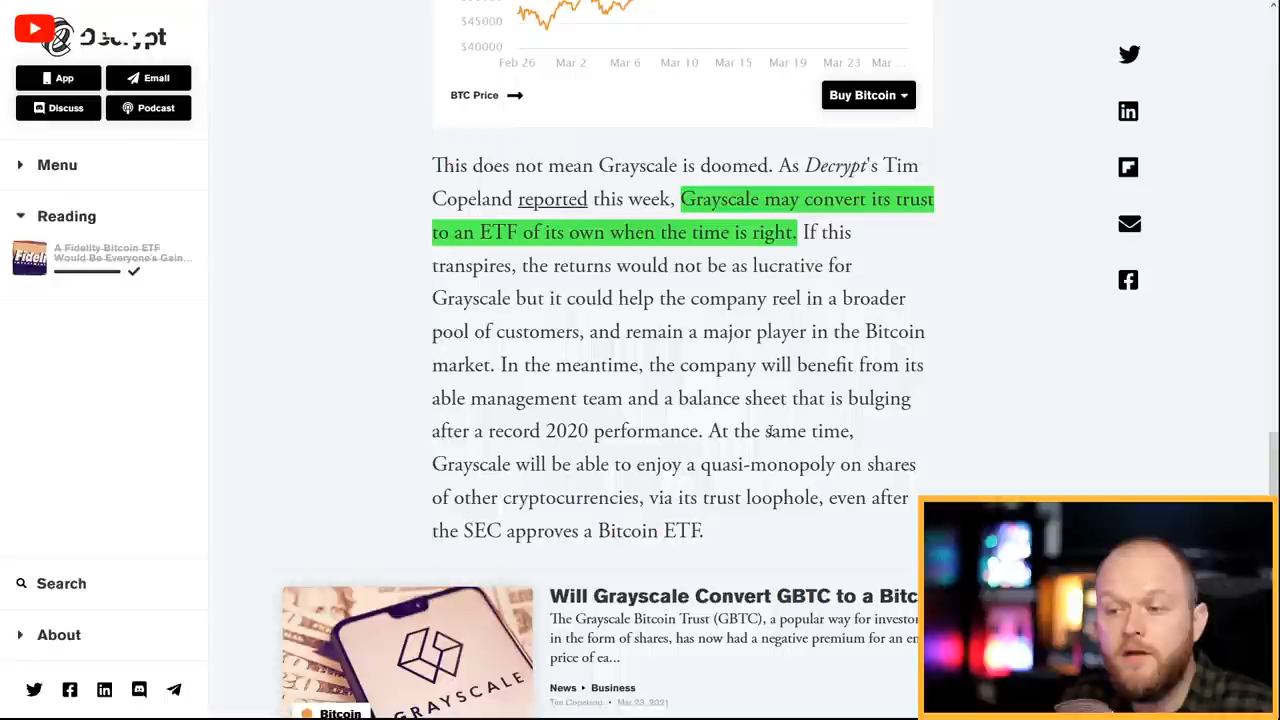 Decrypt
App
Email
Discuss
Podcast
Menu
Reading
A Fidelity Bitcoin ETF
Would Be Everyone's Gain...
Search
About
$45000
$40000
Feb 26 Mar 2 Mar 6 Mar 10 Mar 15 Mar 19 Mar 23 Mar ...
BTC Price
Buy Bitcoin
This does not mean Grayscale is doomed. As Decrypt's Tim
Copeland reported this week, Grayscale may convert its trust
to an ETF of its own when the time is right. If this
transpires, the returns would not be as lucrative for
Grayscale but it could help the company reel in a broader
pool of customers, and remain a major player in the Bitcoin
market. In the meantime, the company will benefit from its
able management team and a balance sheet that is bulging
after a record 2020 performance. At the same time,
Grayscale will be able to enjoy a quasi-monopoly on shares
of other cryptocurrencies, via its trust loophole, even after
the SEC approves a Bitcoin ETF.
GRAYSCALE
Bitcoin
Will Grayscale Convert GBTC to a Bitc
The Grayscale Bitcoin Trust (GBTC), a popular way for investor
in the form of shares, has now had a negative premium for an en
price of ea...
News Business
Tim Copeland • Mar 23, 2021